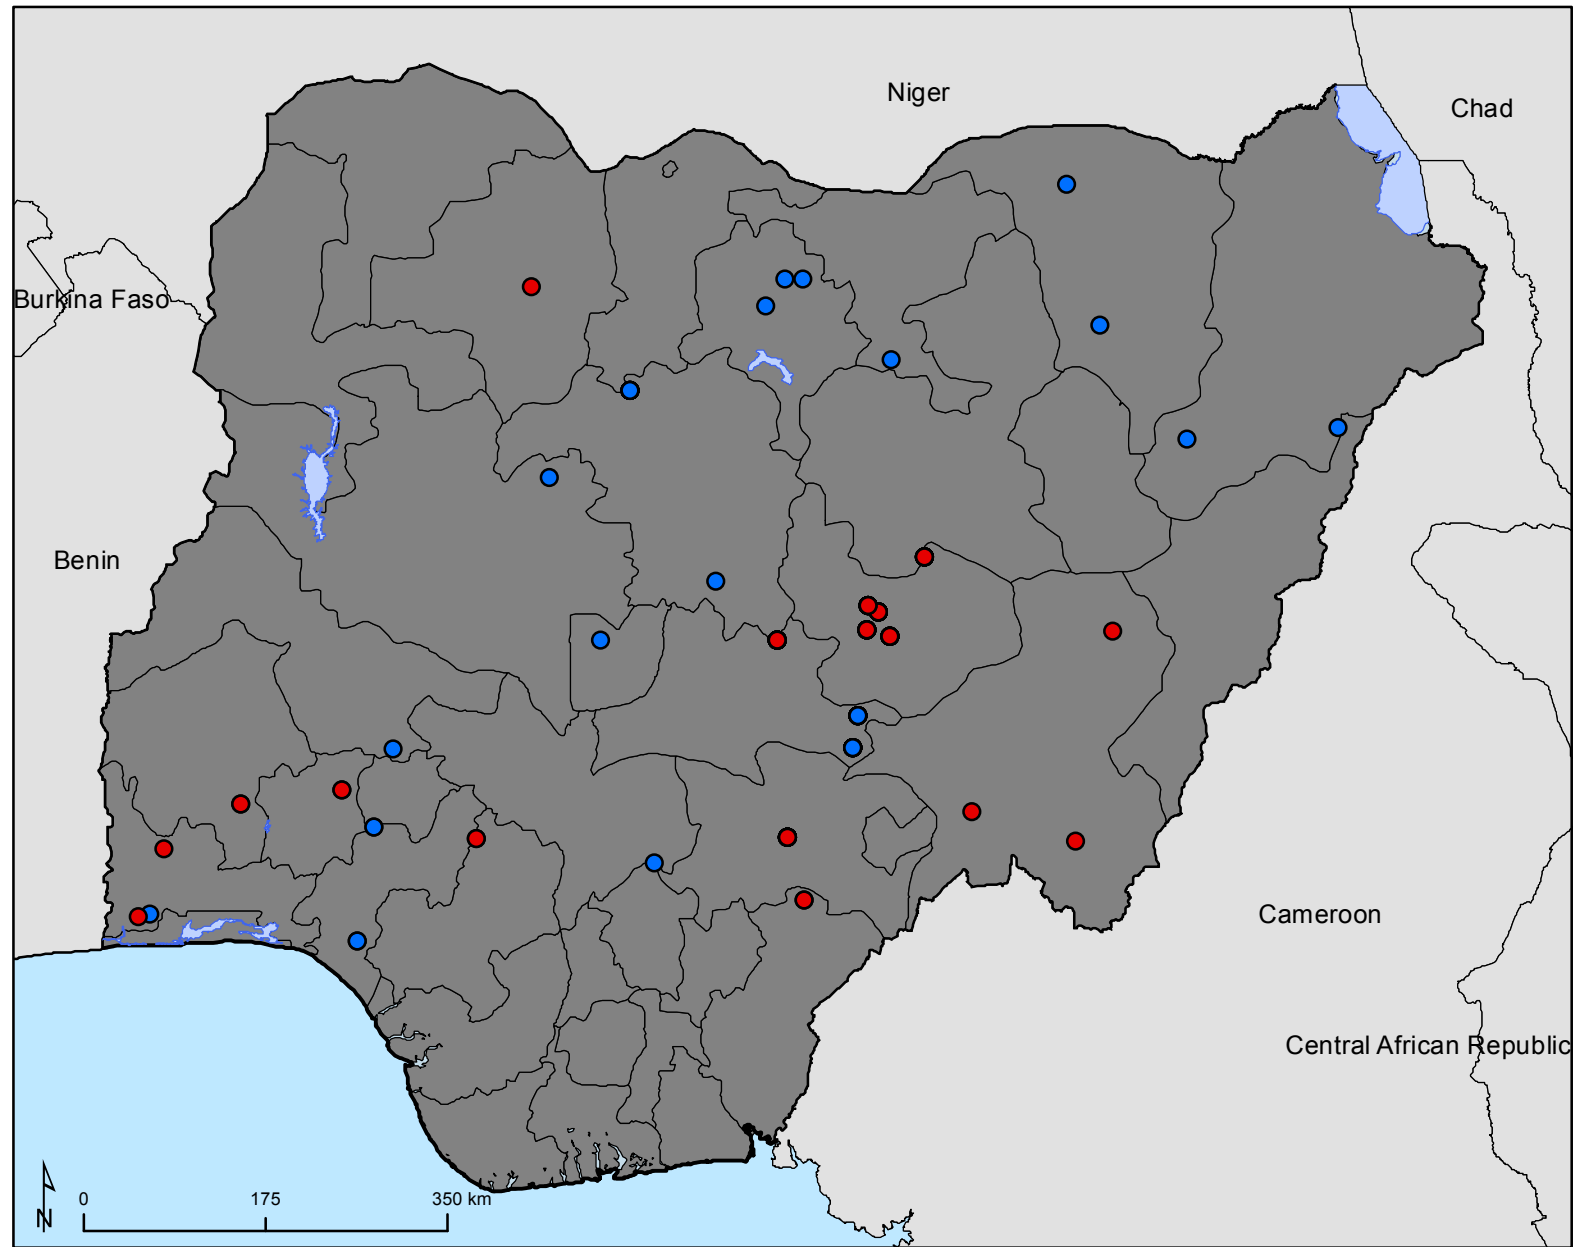 Niger
Chad
Burkina Faso
Benin
Cameroon
Central African Republic
0 175 350 km
N